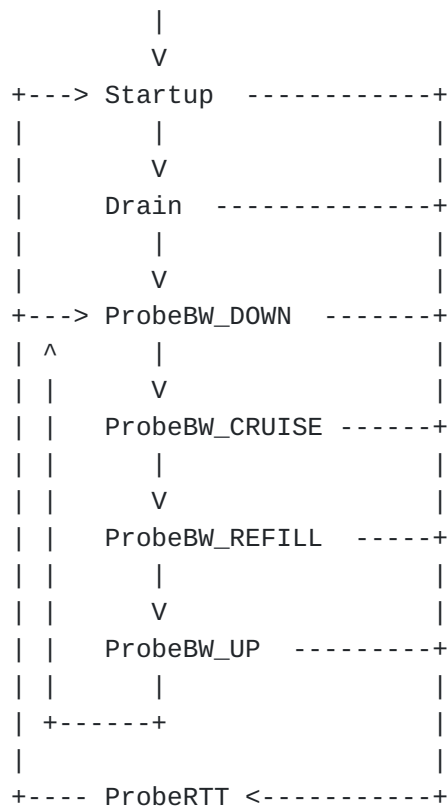 |
             V
+---> Startup  ------------+
|        |                 |
|        V                 |
|     Drain  --------------+
|        |                 |
|        V                 |
+---> ProbeBW_DOWN  -------+
| ^      |                 |
| |      V                 |
| |   ProbeBW_CRUISE ------+
| |      |                 |
| |      V                 |
| |   ProbeBW_REFILL  -----+
| |      |                 |
| |      V                 |
| |   ProbeBW_UP  ---------+
| |      |                 |
| +------+                 |
|                          |
+---- ProbeRTT <-----------+